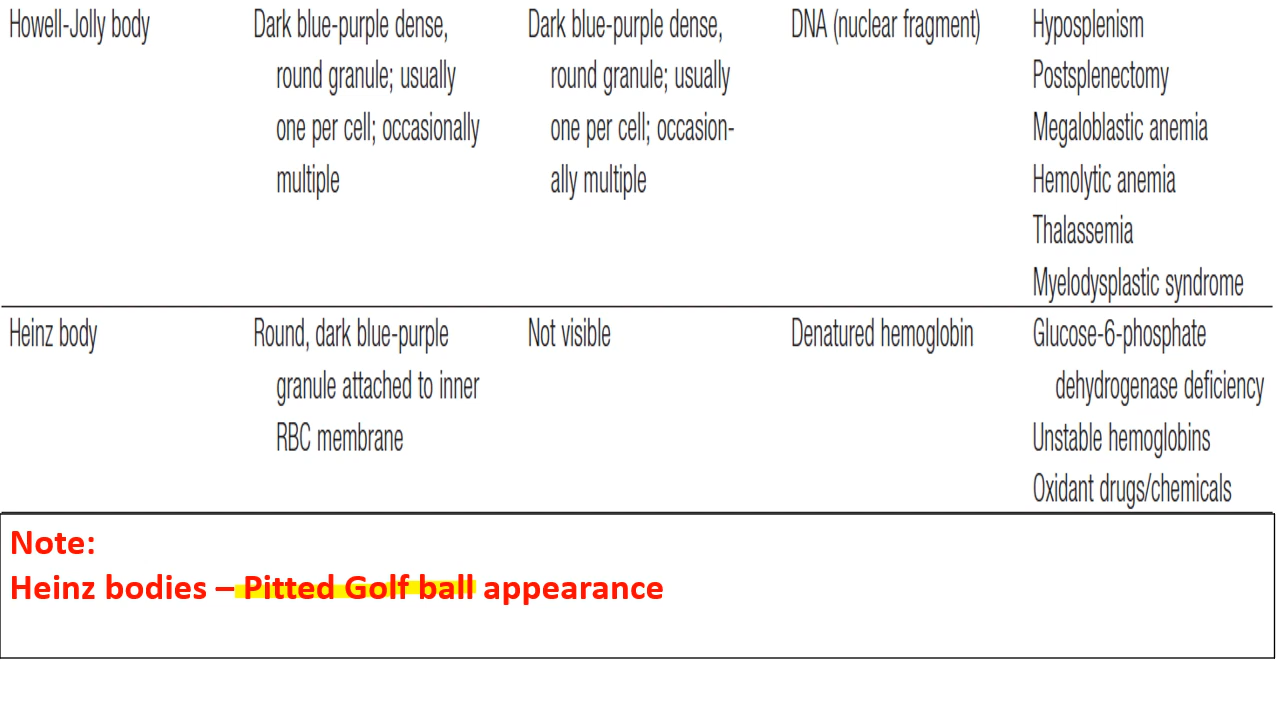 Howell-Jolly body
Dark blue-purple dense,
round granule; usually
one per cell; occasionally
multiple
Dark blue-purple dense,
round granule; usually
one per cell; occasion-
ally multiple
DNA (nuclear fragment)
Hyposplenism
Postsplenectomy
Megaloblastic anemia
Hemolytic anemia
Thalassemia
Myelodysplastic syndrome
Heinz body
Round, dark blue-purple
granule attached to inner
RBC membrane
Not visible
Denatured hemoglobin
Glucose-6-phosphate
dehydrogenase deficiency
Unstable hemoglobins
Oxidant drugs/chemicals
Note:
Heinz bodies – Pitted Golf ball appearance